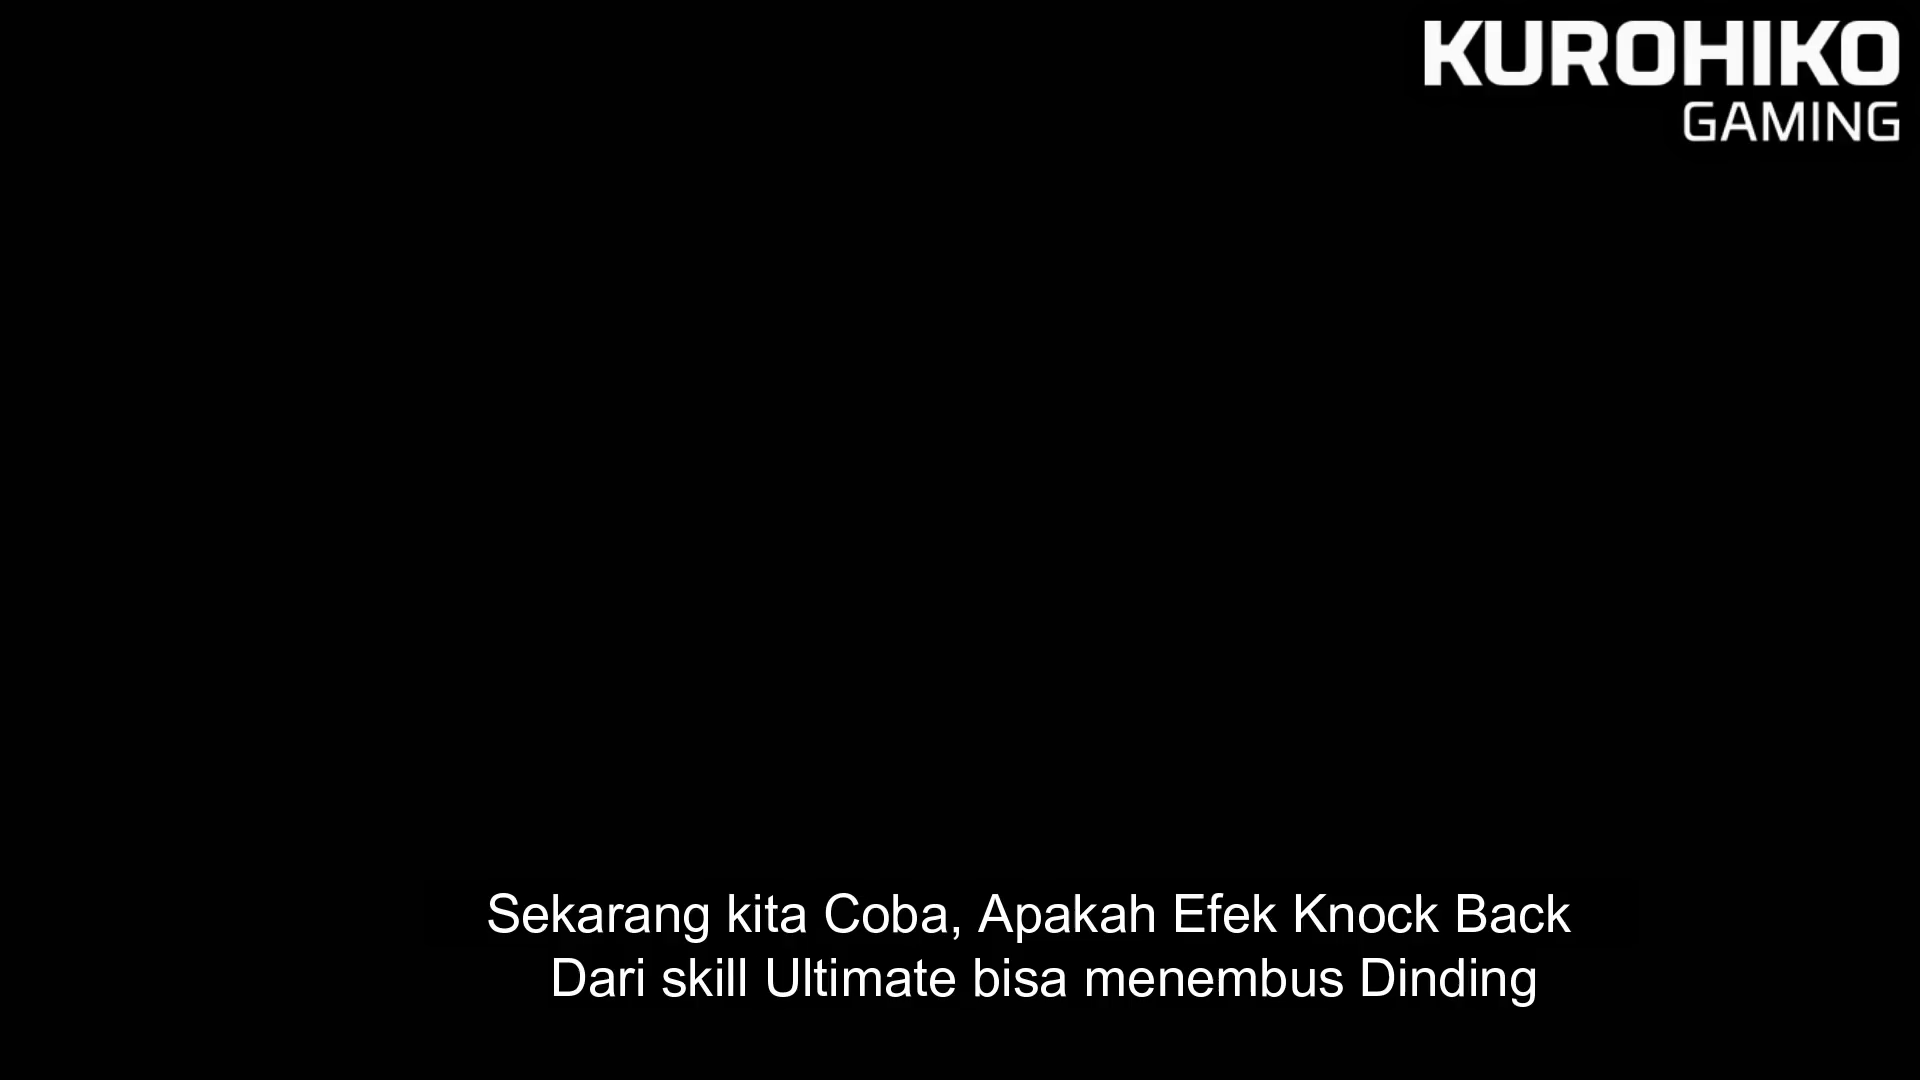 KUROHIKO
GAMING
Sekarang kita Coba, Apakah Efek Knock Back
Dari skill Ultimate bisa menembus Dinding